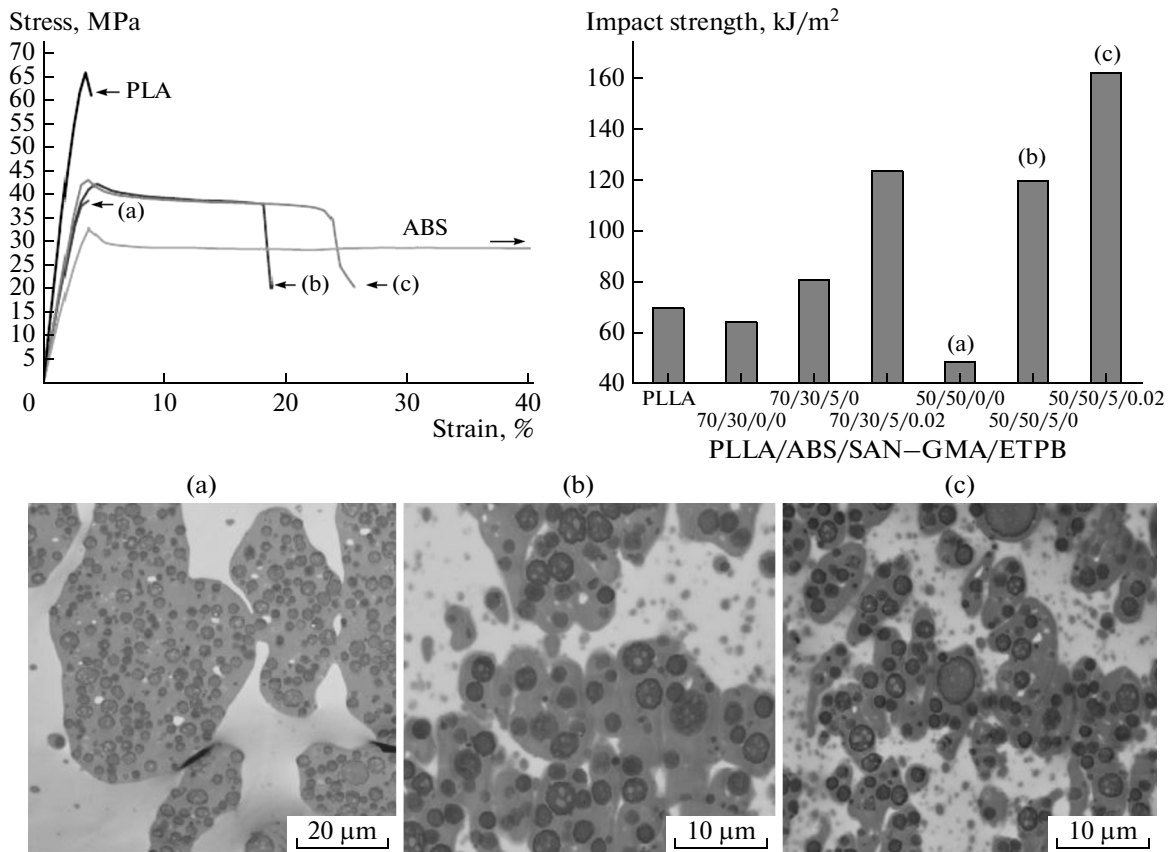 Stress, MPa
70
65
60
55
50
45
40
35
30
25
20
15
10
5
0
10
20
30
40
Strain, %
PLA
(a)
ABS
(b)
(c)
Impact strength, kJ/m²
160
140
120
100
80
60
40
(a)
(b)
(c)
PLLA
70/30/0/0
70/30/5/0
70/30/5/0.02
50/50/0/0
50/50/5/0
50/50/5/0.02
PLLA/ABS/SAN–GMA/ETPB
(a)
(b)
(c)
20 μm
10 μm
10 μm